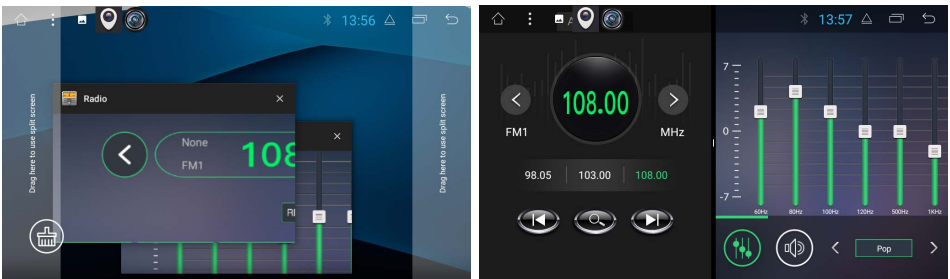 13:56
Drag here to use split screen
Radio
None
FM1
108
Drag here to use split screen
13:57
108.00
FM1
MHz
98.05 103.00 108.00
7
0
-7
60Hz 80Hz 100Hz 120Hz 500Hz 1KHz
Pop